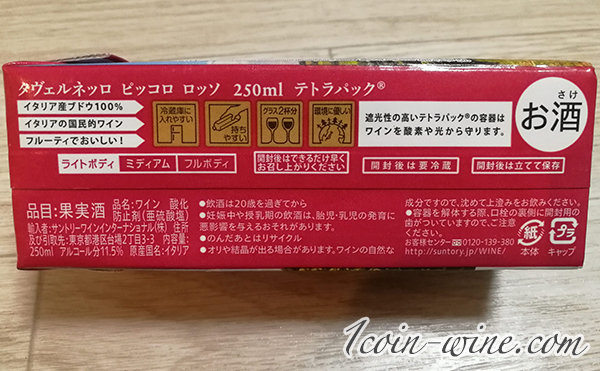 タヴェルネッロ ピッコロ ロッソ 250ml テトラパック®
イタリア産ブドウ100%
イタリアの国民的ワイン
フルーティでおいしい!
冷蔵庫に
入れやすい
持ち
やすい
グラス2杯分
環境に優しい
遮光性の高いテトラパック®の容器は
ワインを酸素や光から守ります。
さけ
お酒
ライトボディ ミディアム フルボディ
開封後はできるだけ早く
お召し上がりください
開封後は要冷蔵
開封後は立てて保存
品目:果実酒 品名:ワイン 酸化
防止剤(亜硫酸塩)
輸入者:サントリーワインインターナショナル(株) 住所
及び引取先:東京都港区台場2丁目3-3 内容量:
250ml アルコール分11.5% 原産国名:イタリア
●飲酒は20歳を過ぎてから
●妊娠中や授乳期の飲酒は、胎児・乳児の発育に
悪影響を与えるおそれがあります。
●のんだあとはリサイクル
●オリや結晶が出る場合があります。ワインの自然な
成分ですので、沈めて上澄みをお飲みください。
●容器を解体する際、口栓の裏側に開封用の
歯がついていますので、ご注意ください。
お客様センター 0120-139-380
http://suntory.jp/WINE/
紙
本体
プラ
キャップ
1coin-wine.com